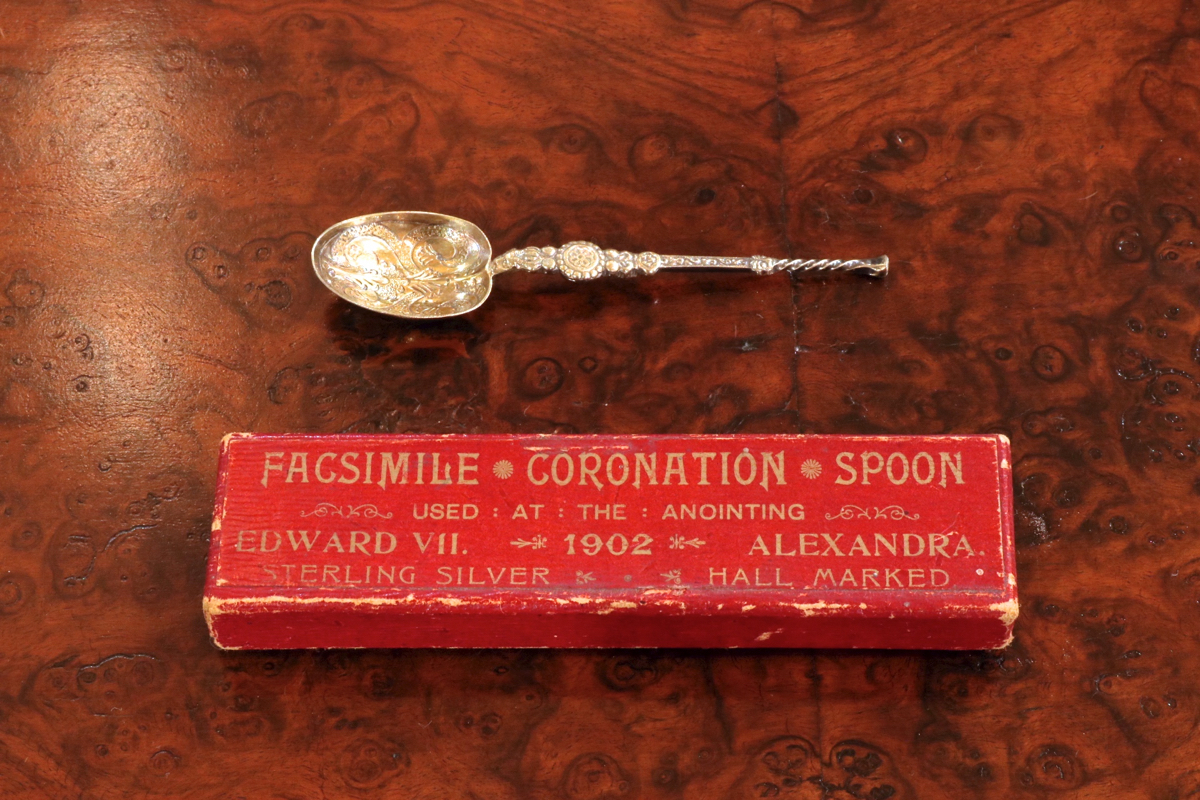 FACSIMILE CORONATION SPOON
USED : AT : THE : ANOINTING
EDWARD VII. 1902 ALEXANDRA.
STERLING SILVER HALL MARKED.